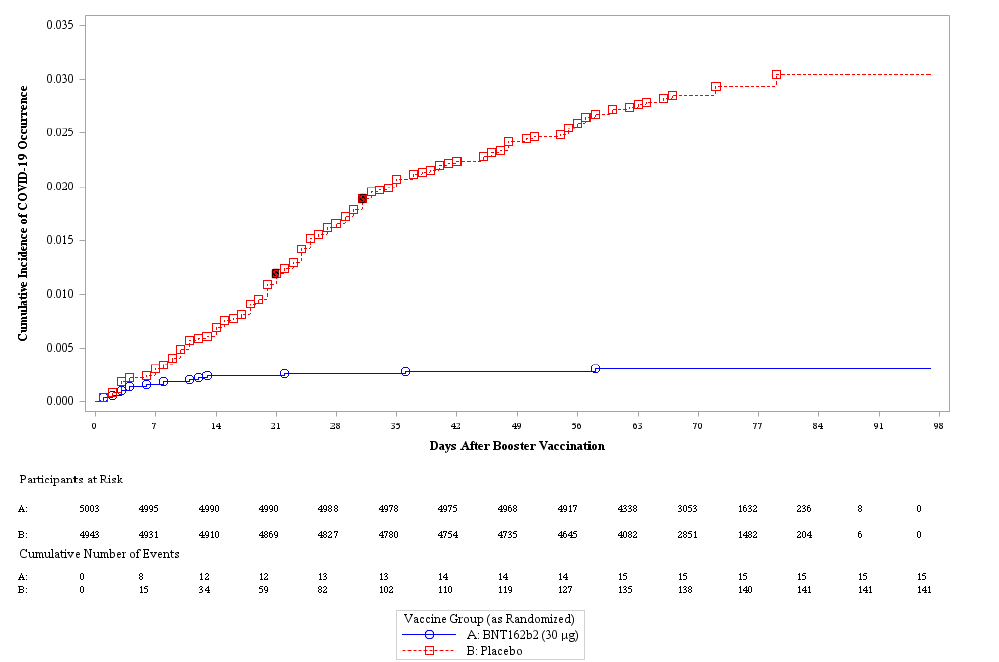 0.035
0.030
0.025
0.020
0.015
0.010
0.005
0.000
Cumulative Incidence of COVID-19 Occurrence
0 7 14 21 28 35 42 49 56 63 70 77 84 91 98
Days After Booster Vaccination
Participants at Risk
A: 5003 4995 4990 4990 4988 4978 4975 4968 4917 4338 3053 1632 236 8 0
B: 4943 4931 4910 4869 4827 4780 4754 4735 4645 4082 2851 1482 204 6 0
Cumulative Number of Events
A: 0 8 12 12 13 13 14 14 14 15 15 15 15 15 15
B: 0 15 34 59 82 102 110 119 127 135 138 140 141 141 141
Vaccine Group (as Randomized)
A: BNT162b2 (30 μg)
B: Placebo